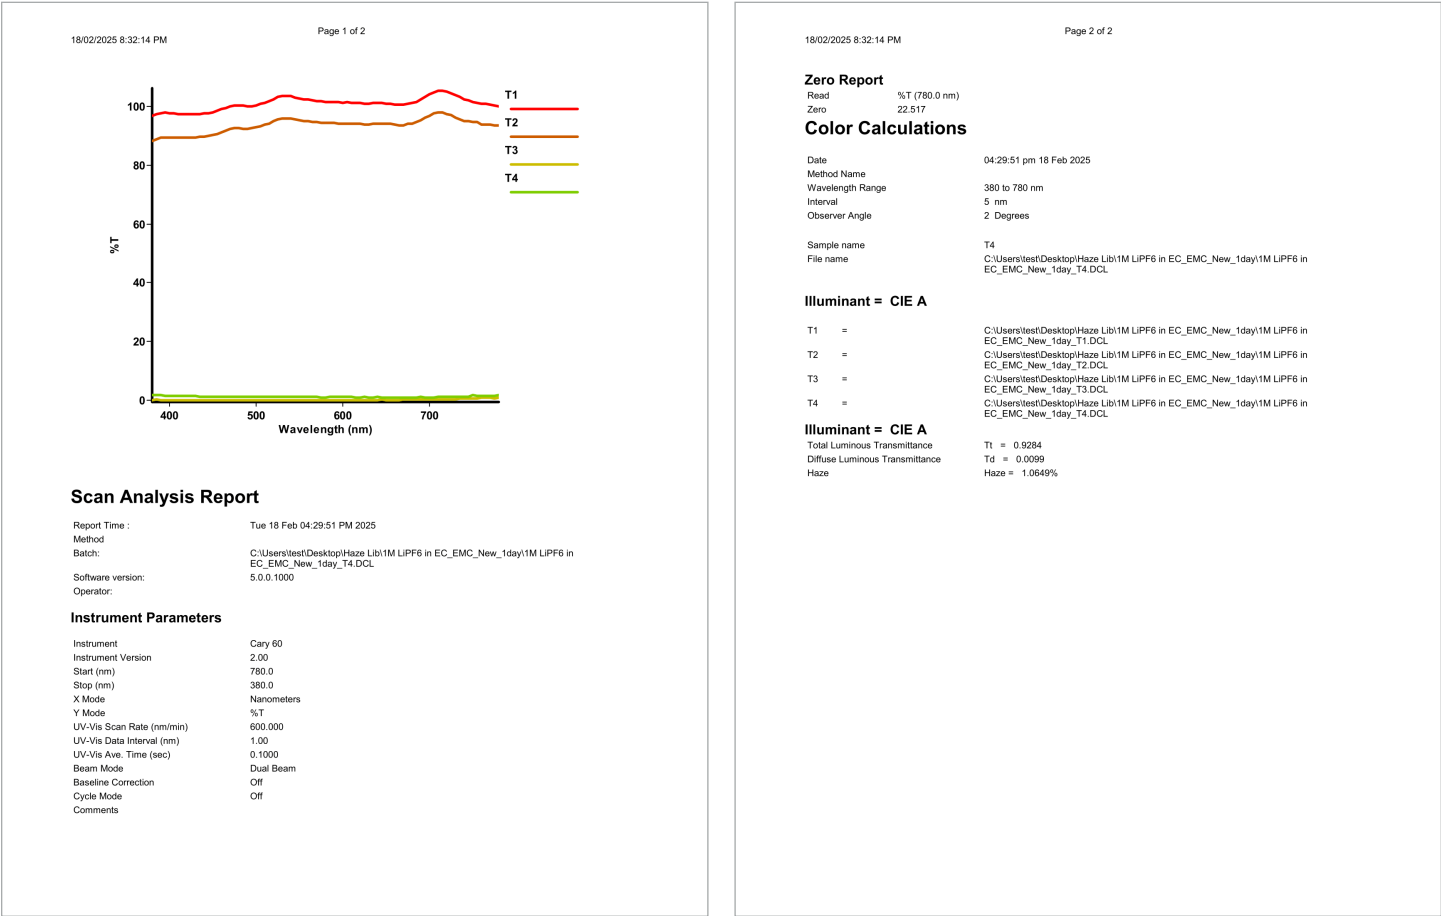 Page 1 of 2
18/02/2025 8:32:14 PM
T1
T2
T3
T4
100
80
60
40
20
0
%T
400 500 600 700
Wavelength (nm)
Scan Analysis Report
Report Time : Tue 18 Feb 04:29:51 PM 2025
Method
Batch: C:\Users\test\Desktop\Haze Lib\1M LiPF6 in EC_EMC_New_1day\1M LiPF6 in
EC_EMC_New_1day_T4.DCL
Software version: 5.0.0.1000
Operator:
Instrument Parameters
Instrument Cary 60
Instrument Version 2.00
Start (nm) 780.0
Stop (nm) 380.0
X Mode Nanometers
Y Mode %T
UV-Vis Scan Rate (nm/min) 600.000
UV-Vis Data Interval (nm) 1.00
UV-Vis Ave. Time (sec) 0.1000
Beam Mode Dual Beam
Baseline Correction Off
Cycle Mode Off
Comments
Page 2 of 2
18/02/2025 8:32:14 PM
Zero Report
Read %T (780.0 nm)
Zero 22.517
Color Calculations
Date 04:29:51 pm 18 Feb 2025
Method Name
Wavelength Range 380 to 780 nm
Interval 5 nm
Observer Angle 2 Degrees
Sample name T4
File name C:\Users\test\Desktop\Haze Lib\1M LiPF6 in EC_EMC_New_1day\1M LiPF6 in
EC_EMC_New_1day_T4.DCL
Illuminant = CIE A
T1 = C:\Users\test\Desktop\Haze Lib\1M LiPF6 in EC_EMC_New_1day\1M LiPF6 in
EC_EMC_New_1day_T1.DCL
T2 = C:\Users\test\Desktop\Haze Lib\1M LiPF6 in EC_EMC_New_1day\1M LiPF6 in
EC_EMC_New_1day_T2.DCL
T3 = C:\Users\test\Desktop\Haze Lib\1M LiPF6 in EC_EMC_New_1day\1M LiPF6 in
EC_EMC_New_1day_T3.DCL
T4 = C:\Users\test\Desktop\Haze Lib\1M LiPF6 in EC_EMC_New_1day\1M LiPF6 in
EC_EMC_New_1day_T4.DCL
Illuminant = CIE A
Total Luminous Transmittance Tt = 0.9284
Diffuse Luminous Transmittance Td = 0.0099
Haze Haze = 1.0649%